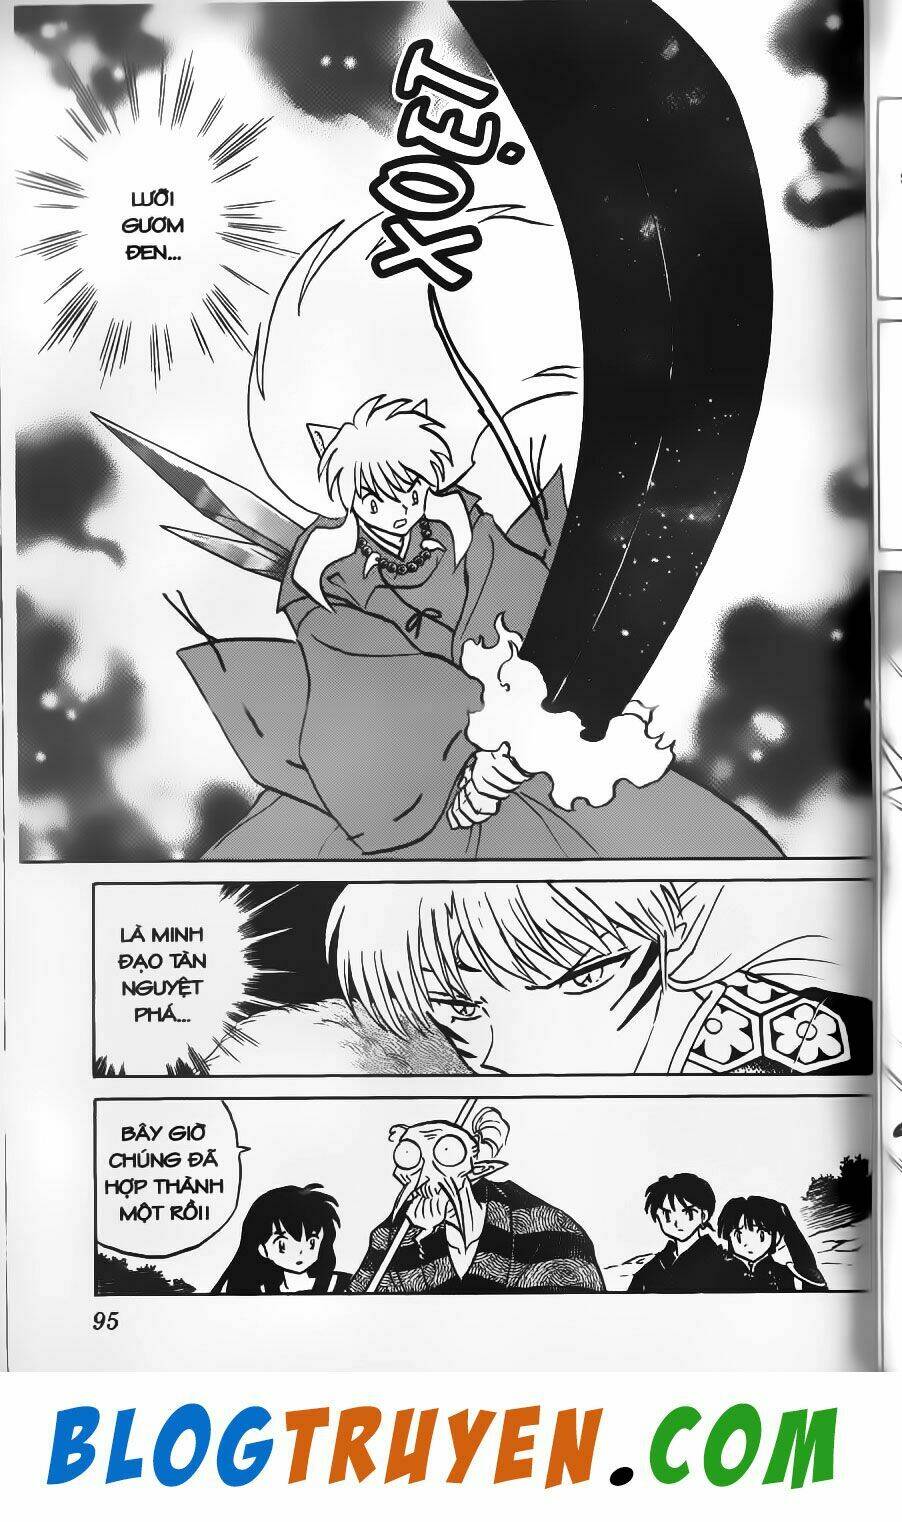 LƯỠI
GƯƠM
ĐEN...
XOẸT
LÀ MINH
ĐẠO TÀN
NGUYỆT
PHÁ...
BÂY GIỜ
CHÚNG ĐÃ
HỢP THÀNH
MỘT RỒI!
95
BLOGTRUYEN.COM